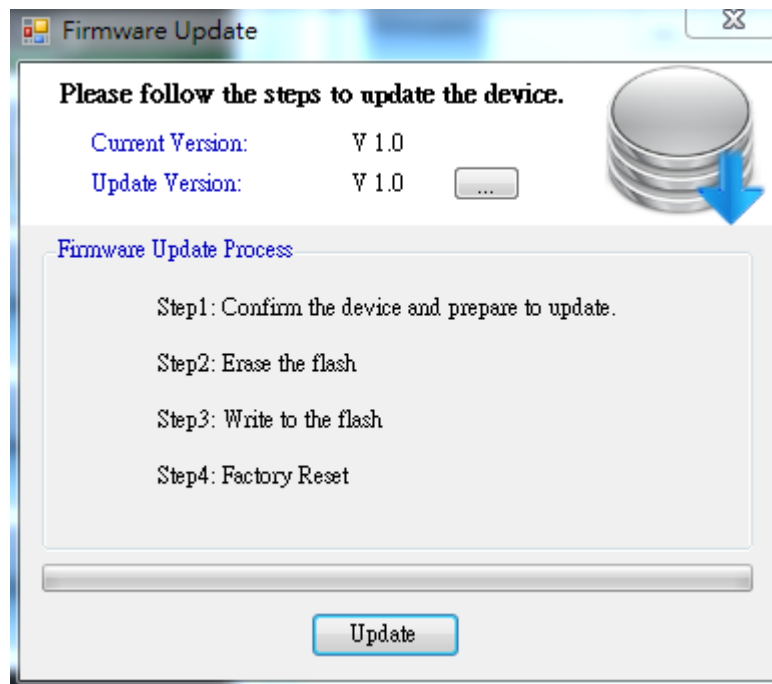 Firmware Update
Please follow the steps to update the device.
Current Version: V 1.0
Update Version: V 1.0 ...
Firmware Update Process
Step1: Confirm the device and prepare to update.
Step2: Erase the flash
Step3: Write to the flash
Step4: Factory Reset
Update